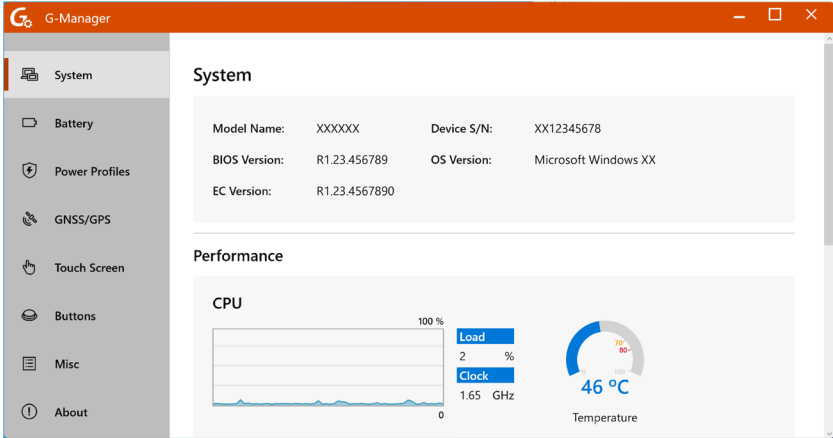 G-Manager
System
Battery
Power Profiles
GNSS/GPS
Touch Screen
Buttons
Misc
About
System
Model Name: XXXXXX Device S/N: XX12345678
BIOS Version: R1.23.456789 OS Version: Microsoft Windows XX
EC Version: R1.23.4567890
Performance
CPU
100 %
0
Load
2 %
Clock
1.65 GHz
70
80
0 100
46 ºC
Temperature